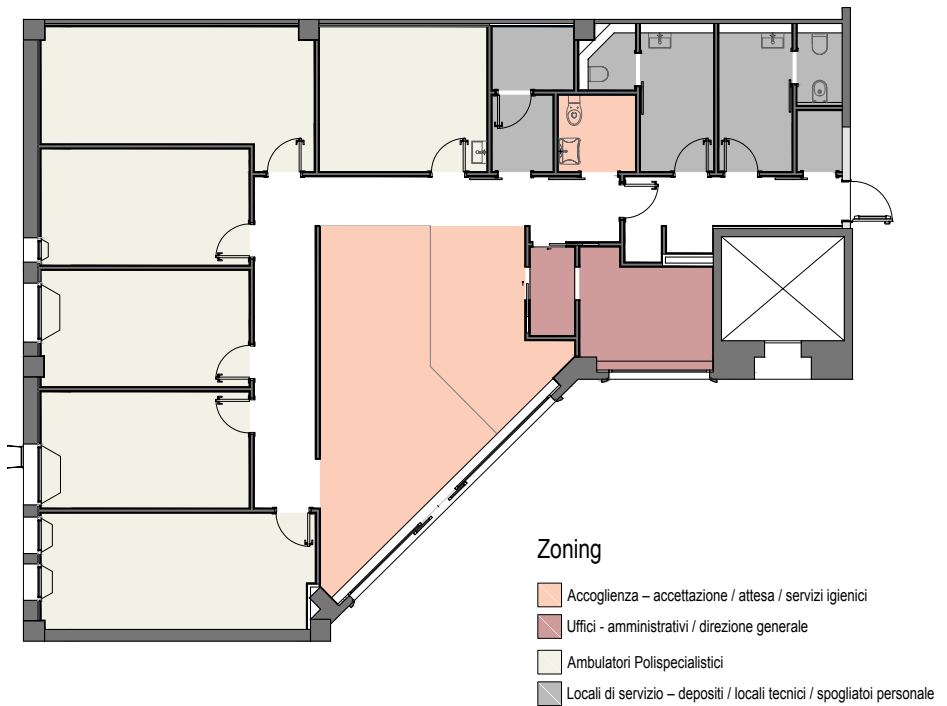 Zoning
Accoglienza – accettazione / attesa / servizi igienici
Uffici - amministrativi / direzione generale
Ambulatori Polispecialistici
Locali di servizio – depositi / locali tecnici / spogliatoi personale